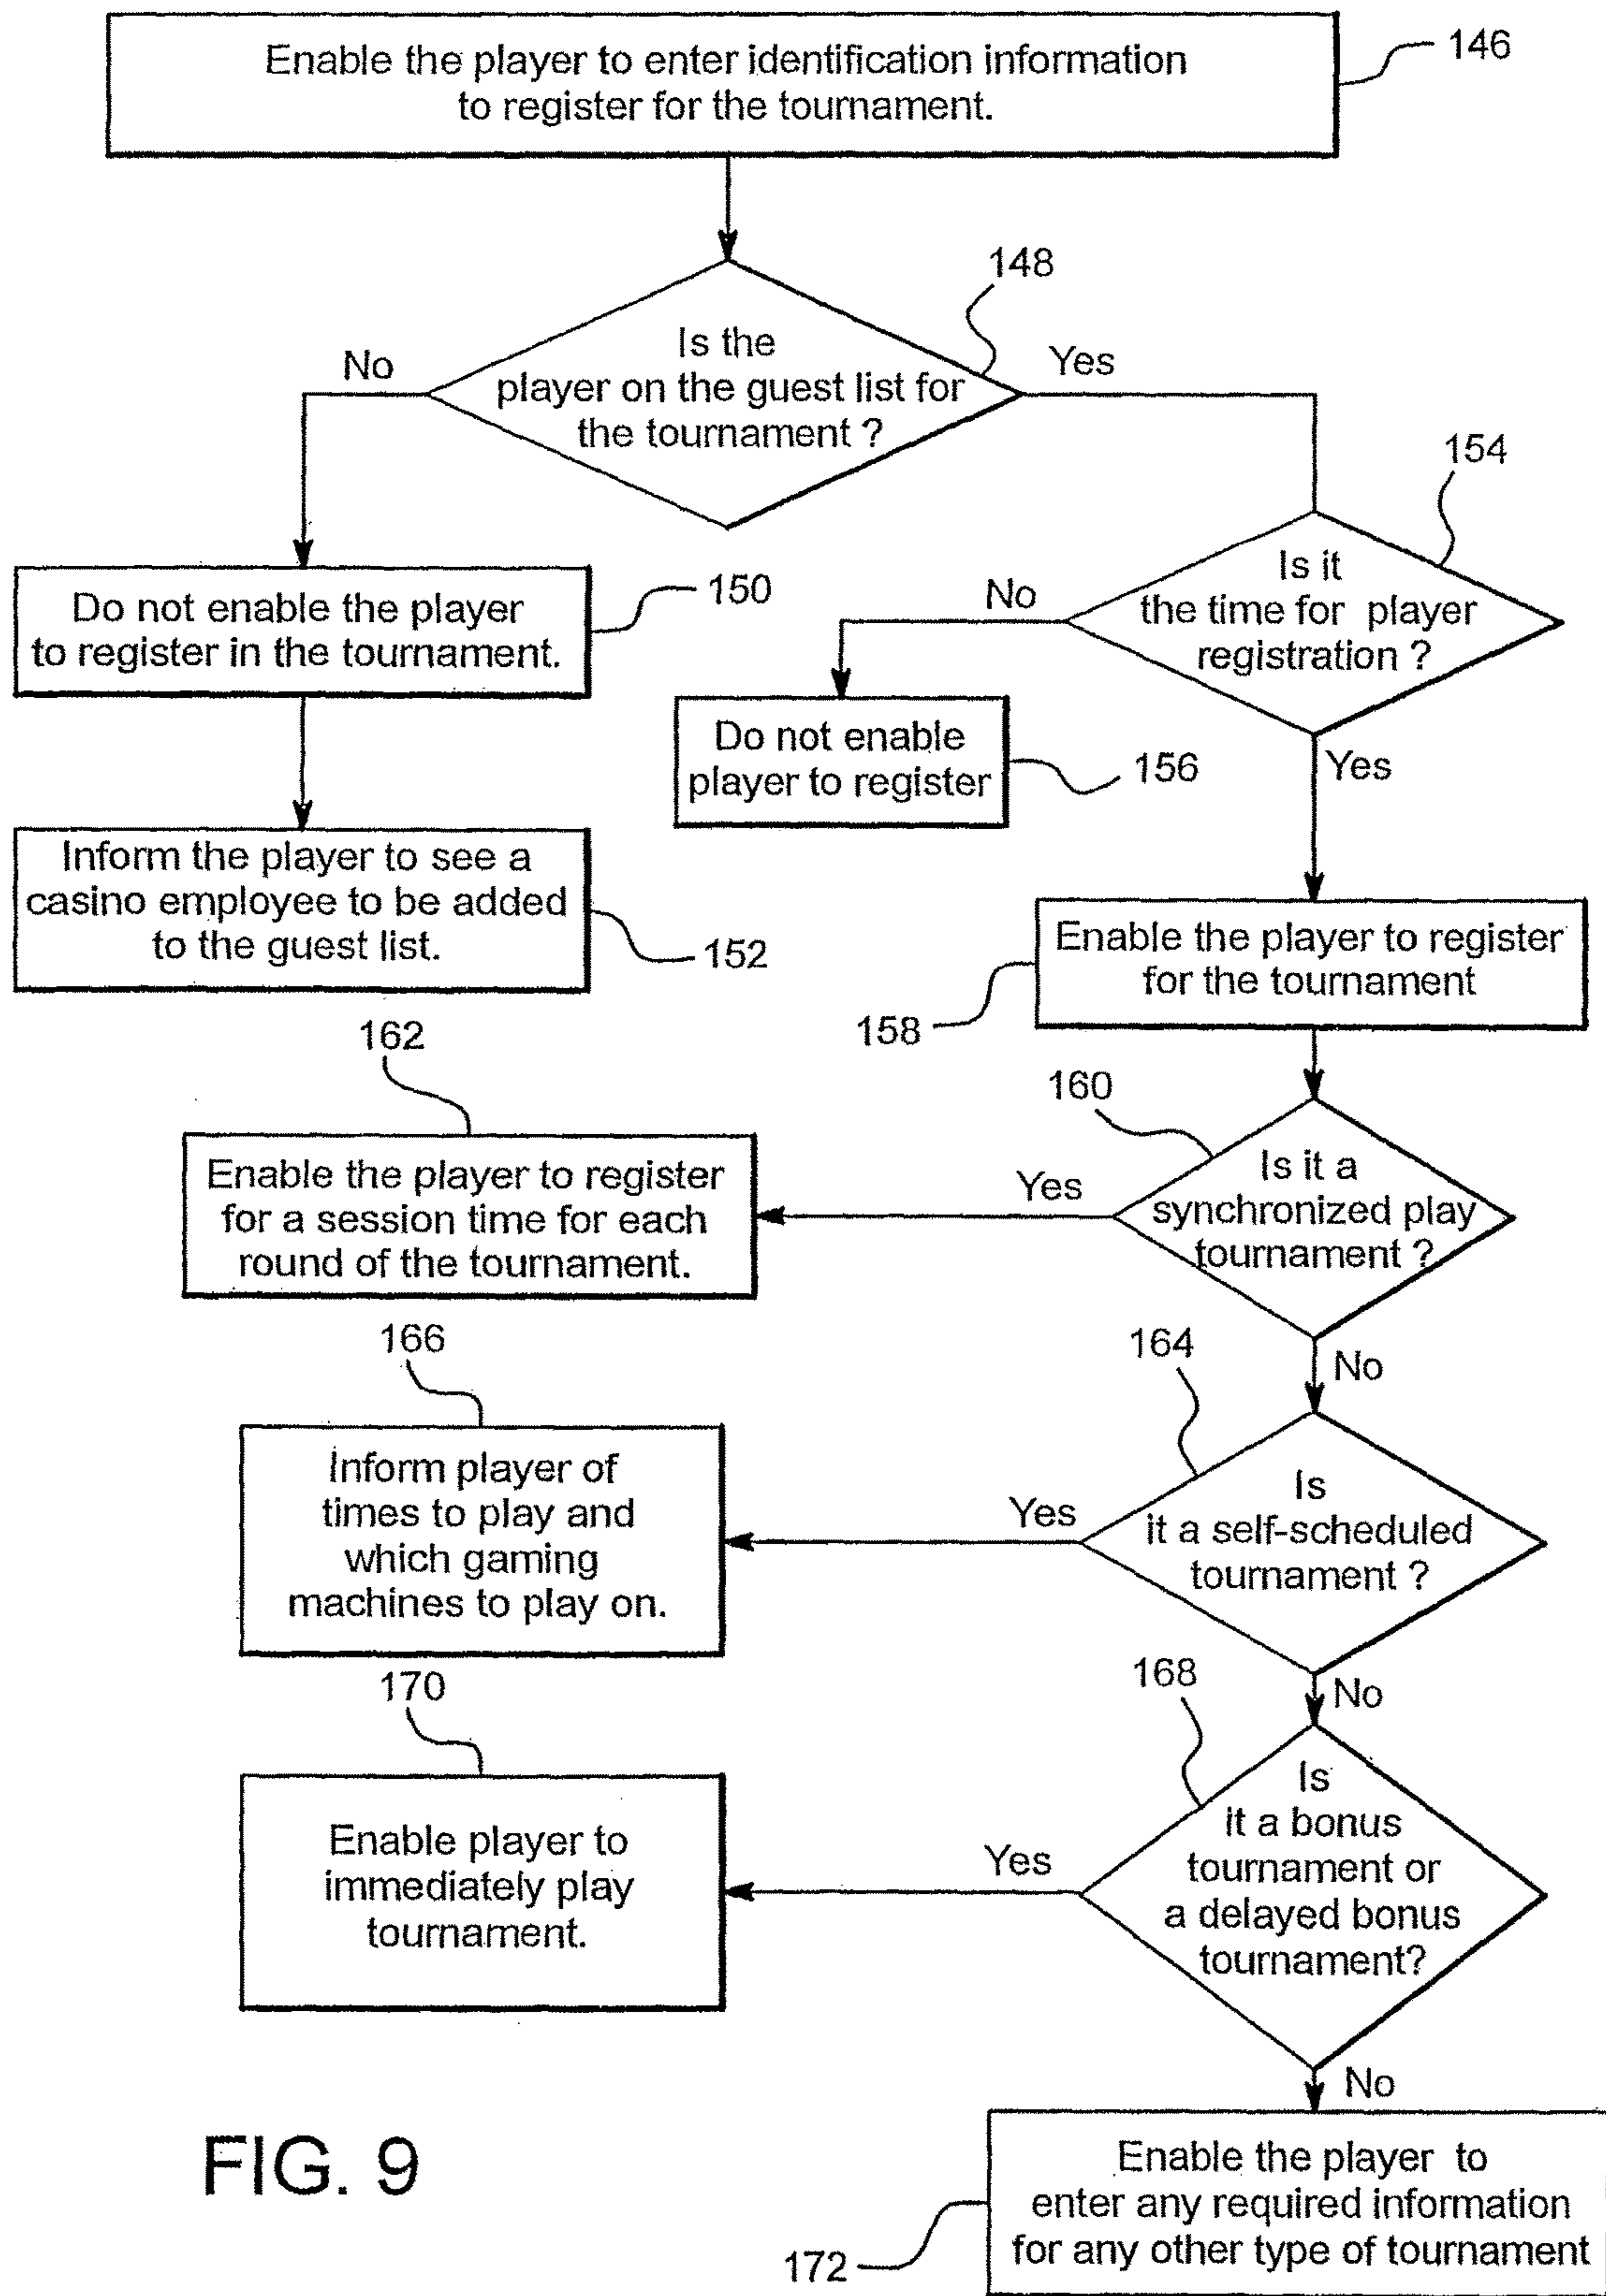 Enable the player to enter identification information
to register for the tournament.
146
148
Is the
player on the guest list for
the tournament ?
No
Yes
154
Is it
the time for player
registration ?
No
Yes
Do not enable the player
to register in the tournament.
150
Do not enable
player to register
156
Inform the player to see a
casino employee to be added
to the guest list.
152
Enable the player to register
for the tournament
158
162
160
Enable the player to register
for a session time for each
round of the tournament.
Yes
Is it a
synchronized play
tournament ?
No
166
164
Inform player of
times to play and
which gaming
machines to play on.
Yes
Is
it a self-scheduled
tournament ?
No
170
168
Enable player to
immediately play
tournament.
Yes
Is
it a bonus
tournament or
a delayed bonus
tournament?
No
FIG. 9
Enable the player to
enter any required information
for any other type of tournament
172